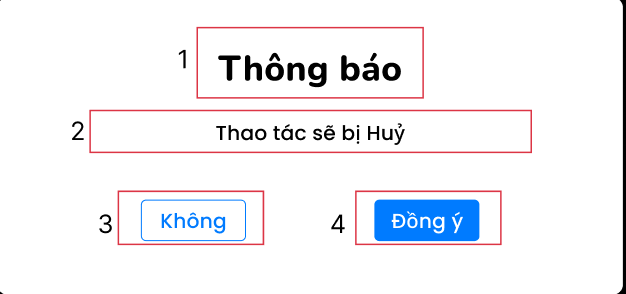 1 Thông báo
2 Thao tác sẽ bị Huỷ
3 Không 4 Đồng ý